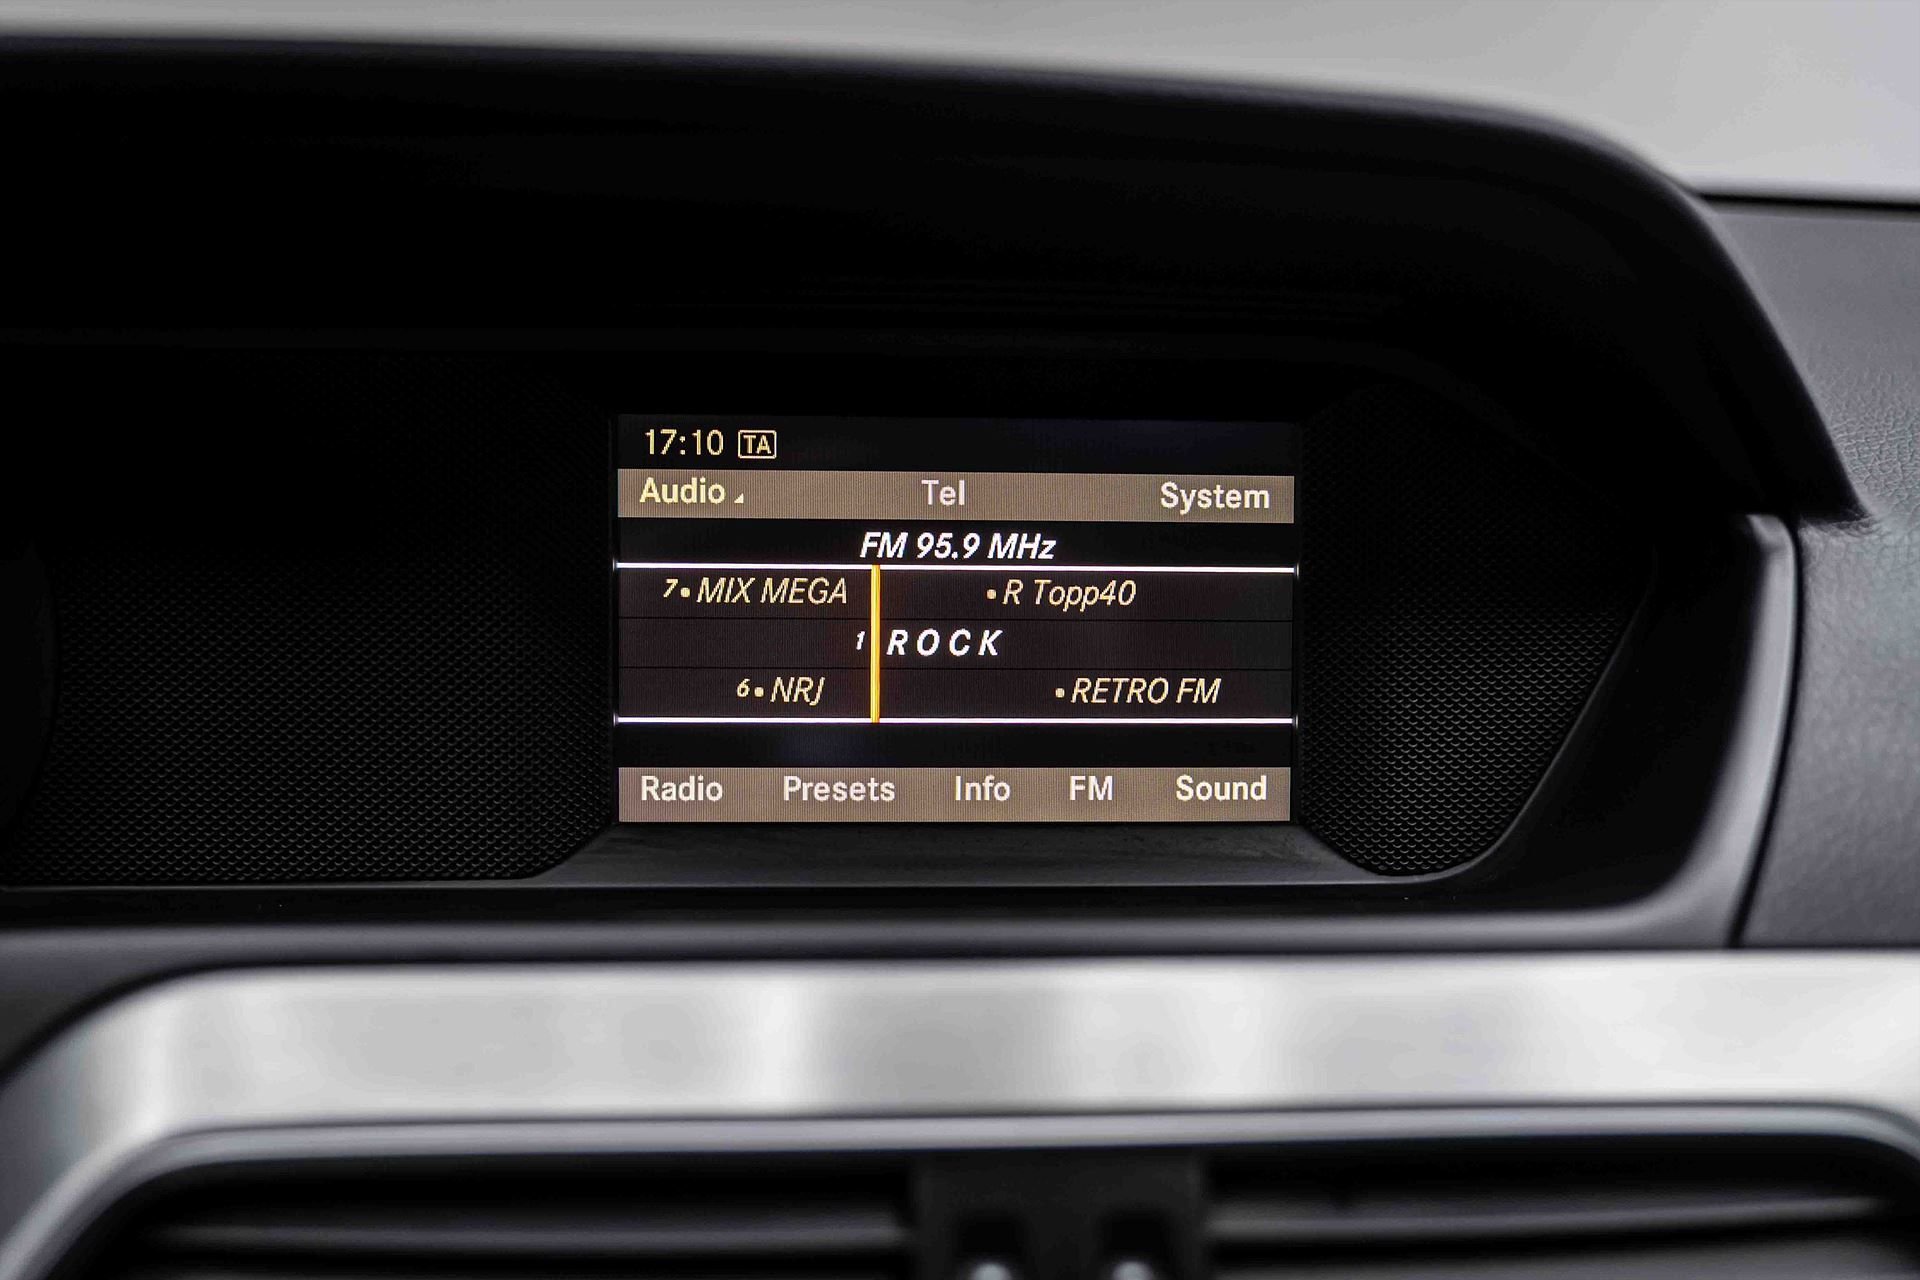 17:10 TA
Audio Tel System
FM 95.9 MHz
7• MIX MEGA • R Topp40
1 ROCK
6• NRJ • RETRO FM
Radio Presets Info FM Sound